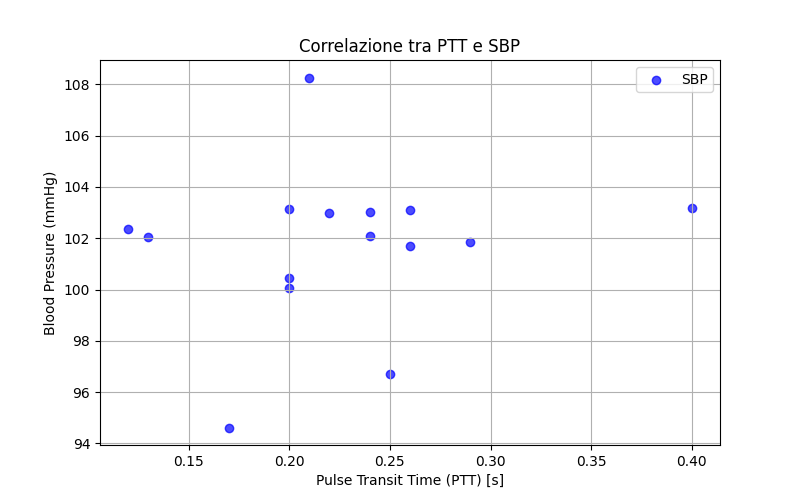 Correlazione tra PTT e SBP
SBP
108
106
104
102
100
98
96
94
Blood Pressure (mmHg)
0.15 0.20 0.25 0.30 0.35 0.40
Pulse Transit Time (PTT) [s]